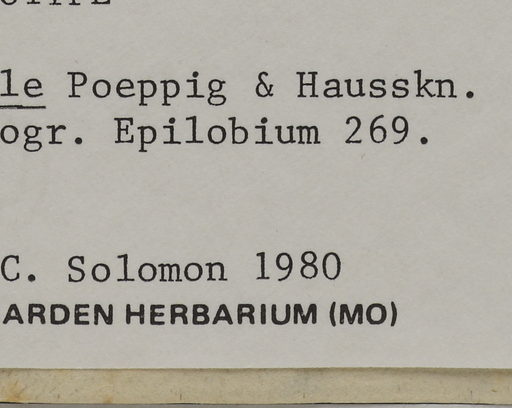 le Poeppig & Hausskn.
ogr. Epilobium 269.
C. Solomon 1980
ARDEN HERBARIUM (MO)